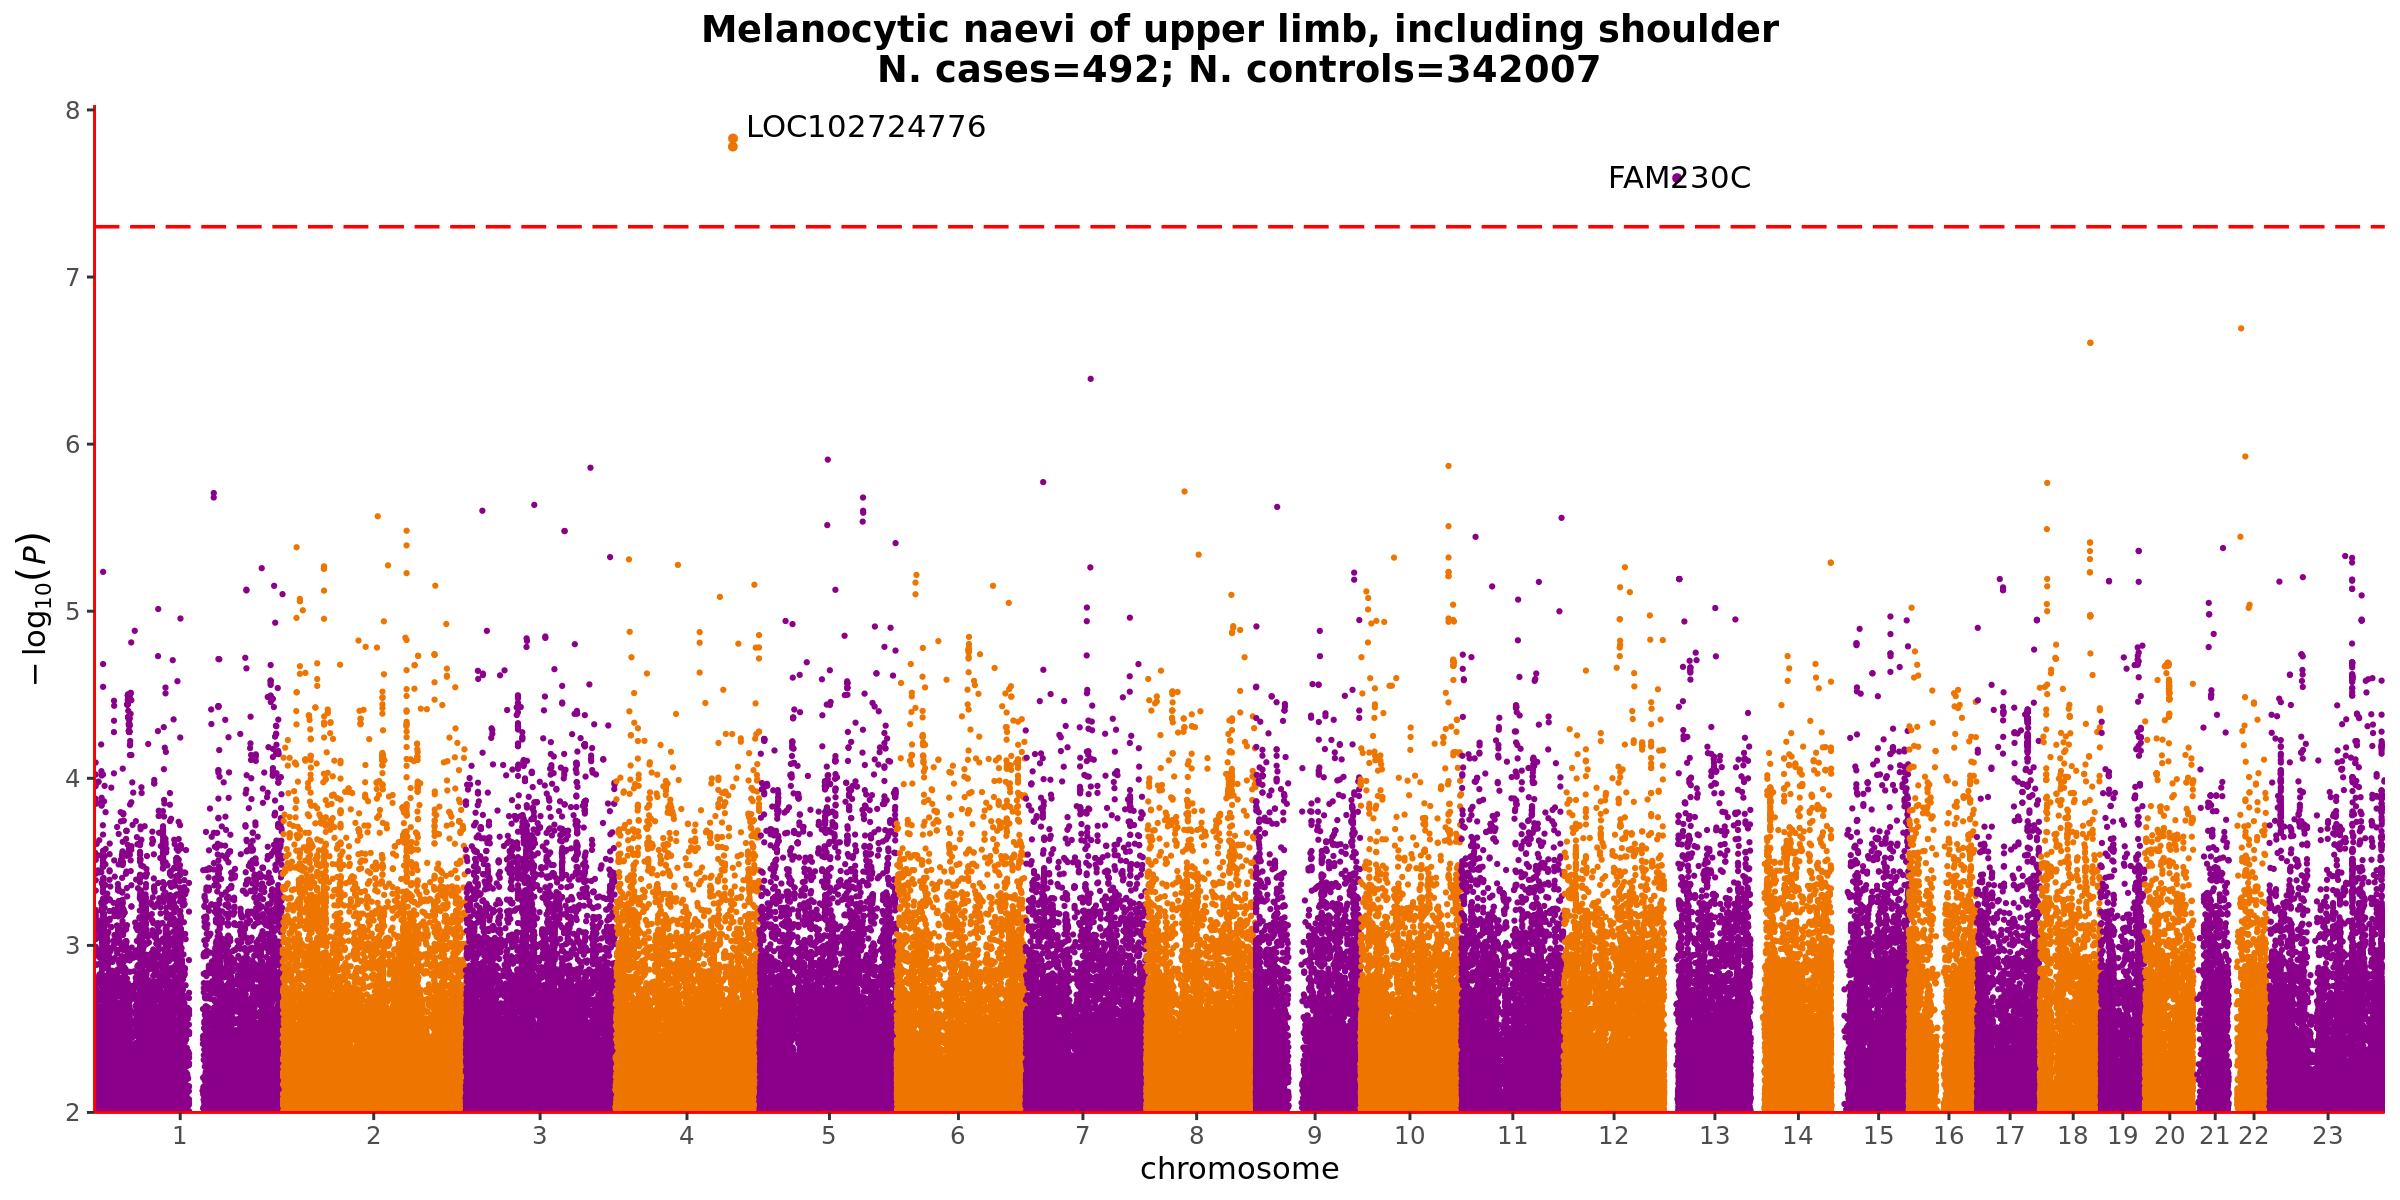 Melanocytic naevi of upper limb, including shoulder
N. cases=492; N. controls=342007
8
LOC102724776
FAM230C
7
6
5
4
3
2
−log10(P)
1 2 3 4 5 6 7 8 9 10 11 12 13 14 15 16 17 18 19 20 21 22 23
chromosome